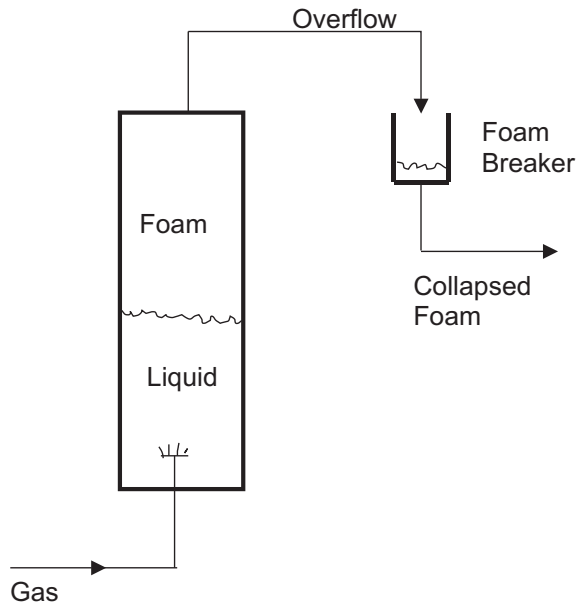 Overflow
Foam
Breaker
Foam
Collapsed
Foam
Liquid
Gas